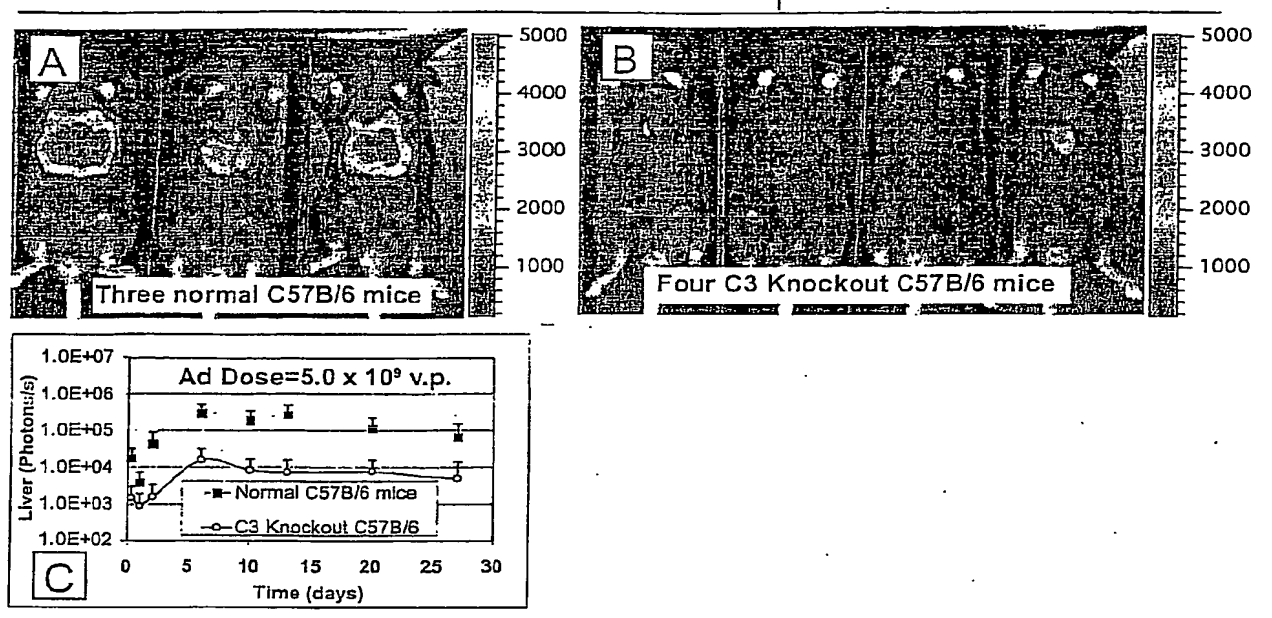 A
5000
4000
3000
2000
1000
Three normal C57B/6 mice
B
5000
4000
3000
2000
1000
Four C3 Knockout C57B/6 mice
1.0E+07
1.0E+06
1.0E+05
1.0E+04
1.0E+03
1.0E+02
Liver (Photons/s)
Ad Dose=5.0 x 10⁹ v.p.
Normal C57B/6 mice
C3 Knockout C57B/6
0 5 10 15 20 25 30
Time (days)
C